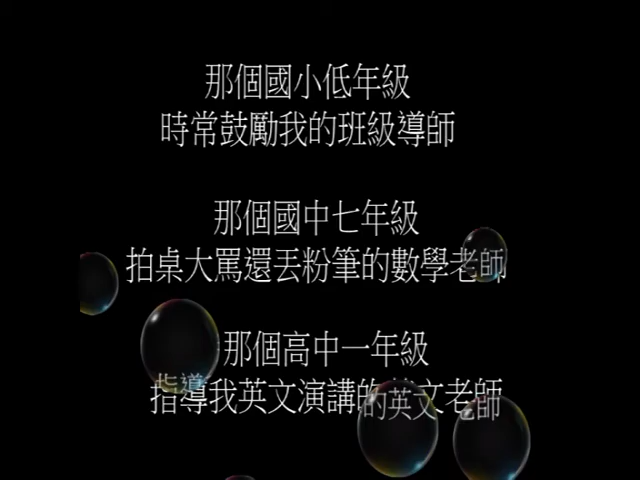 那個國小低年級
時常鼓勵我的班級導師
那個國中七年級
拍桌大罵還丟粉筆的數學老師
那個高中一年級
指導我英文演講的英文老師